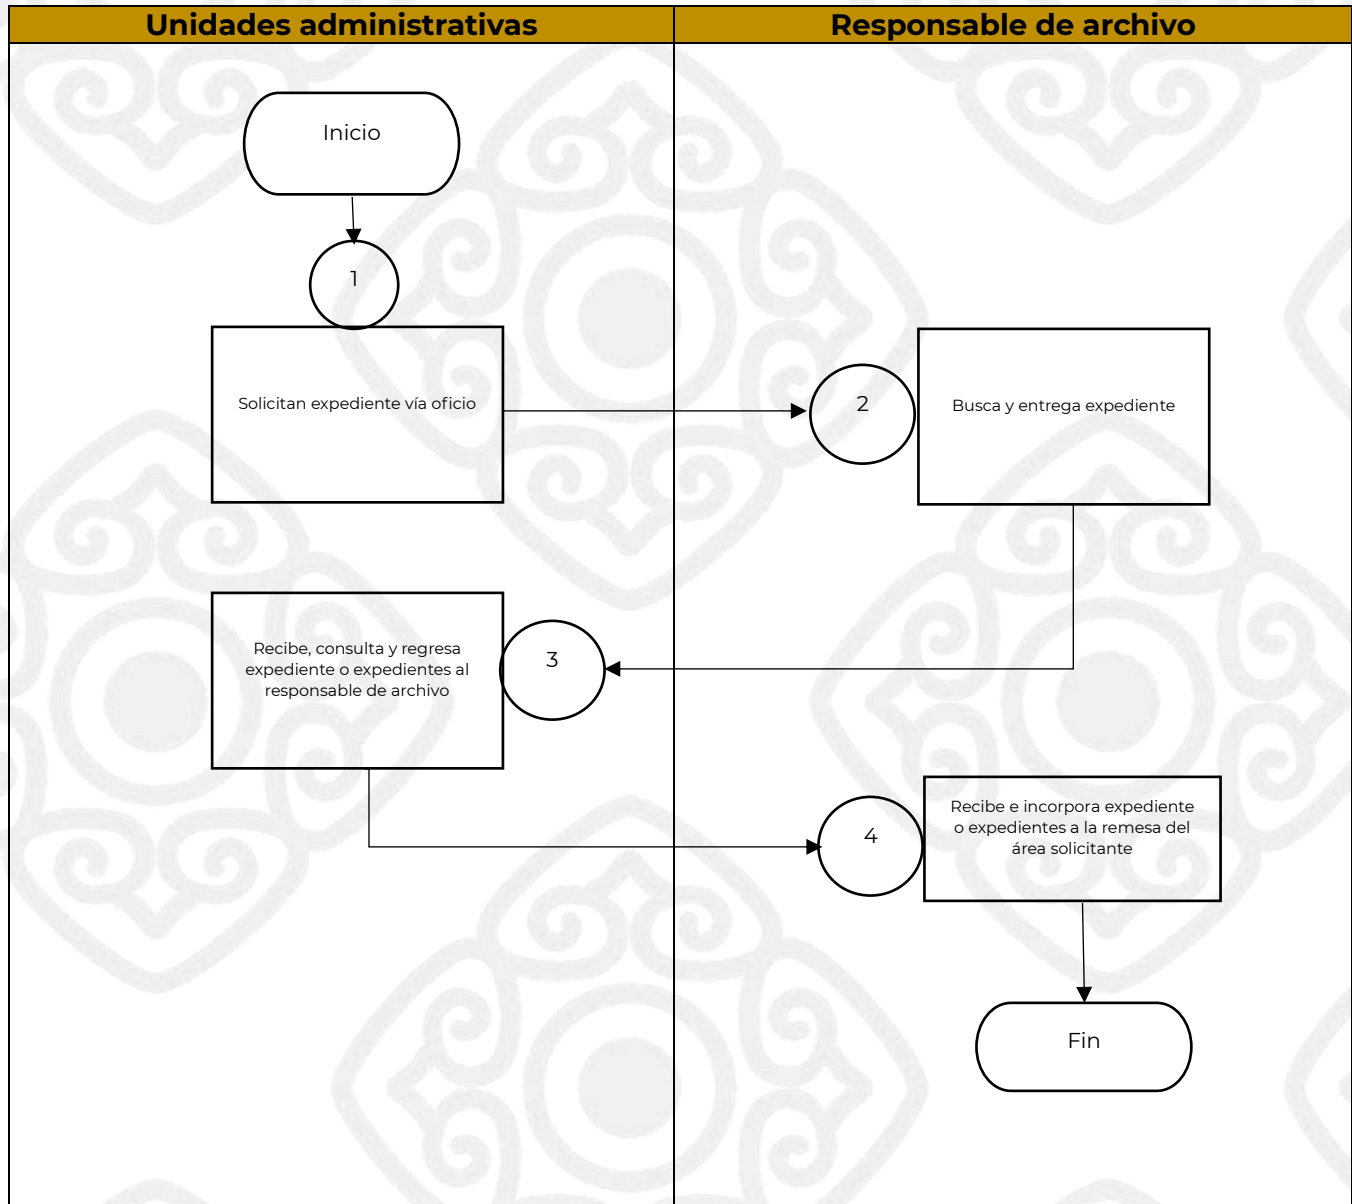 Unidades administrativas
Responsable de archivo
Inicio
1
Solicitan expediente vía oficio
2
Busca y entrega expediente
Recibe, consulta y regresa
expediente o expedientes al
responsable de archivo
3
4
Recibe e incorpora expediente
o expedientes a la remesa del
área solicitante
Fin